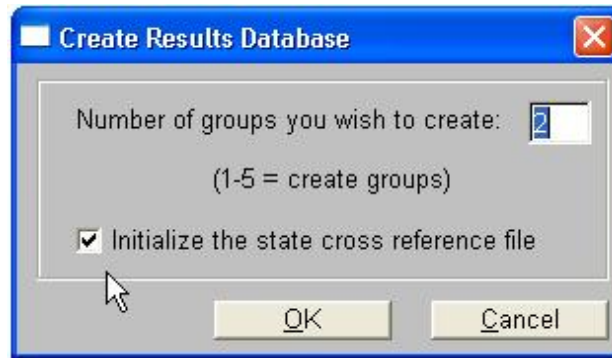 Create Results Database
Number of groups you wish to create: 2
(1-5 = create groups)
Initialize the state cross reference file
OK Cancel